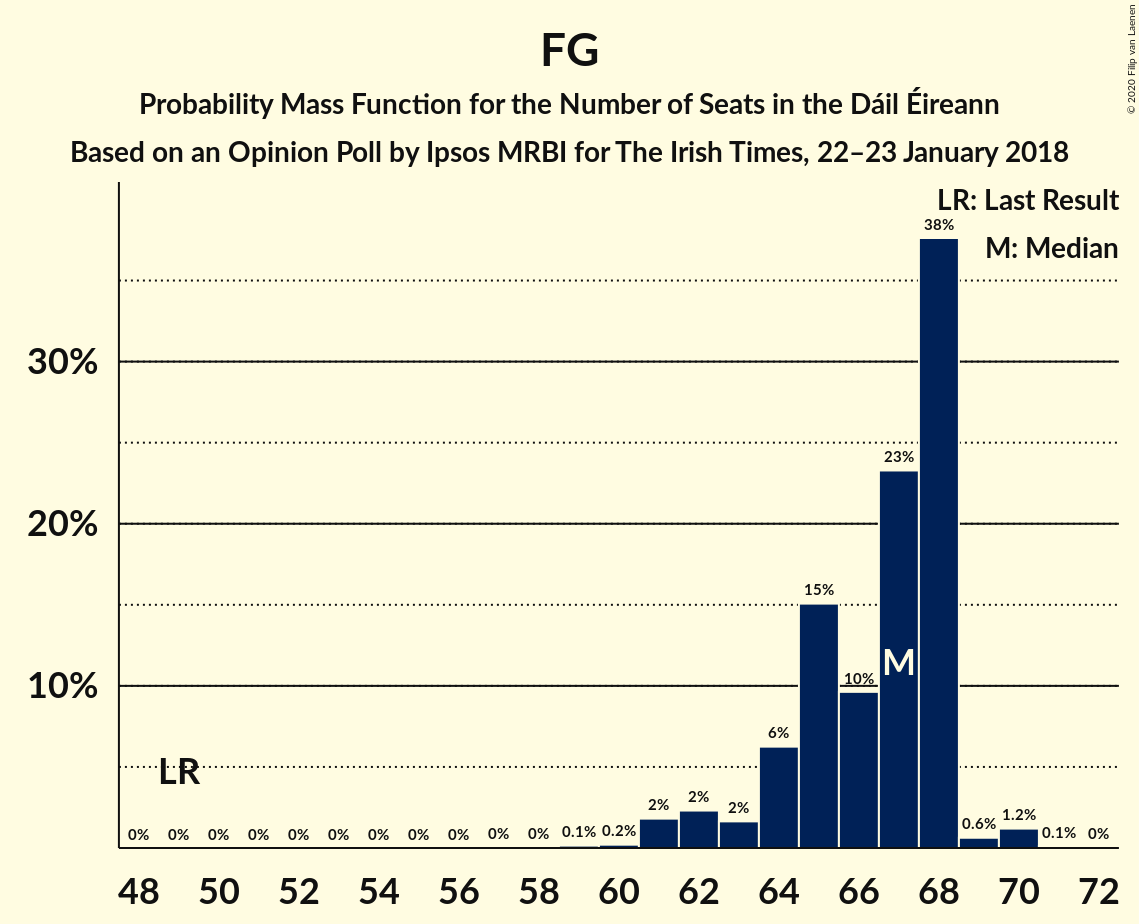 FG
Probability Mass Function for the Number of Seats in the Dáil Éireann
Based on an Opinion Poll by Ipsos MRBI for The Irish Times, 22–23 January 2018
© 2020 Filip van Laenen
LR: Last Result
M: Median
38%
30%
23%
20%
15%
M
10%
10%
6%
LR
2%
2%
2%
1.2%
0% 0% 0% 0% 0% 0% 0% 0% 0% 0% 0% 0.1% 0.2% 0.6% 0.1% 0%
48 50 52 54 56 58 60 62 64 66 68 70 72